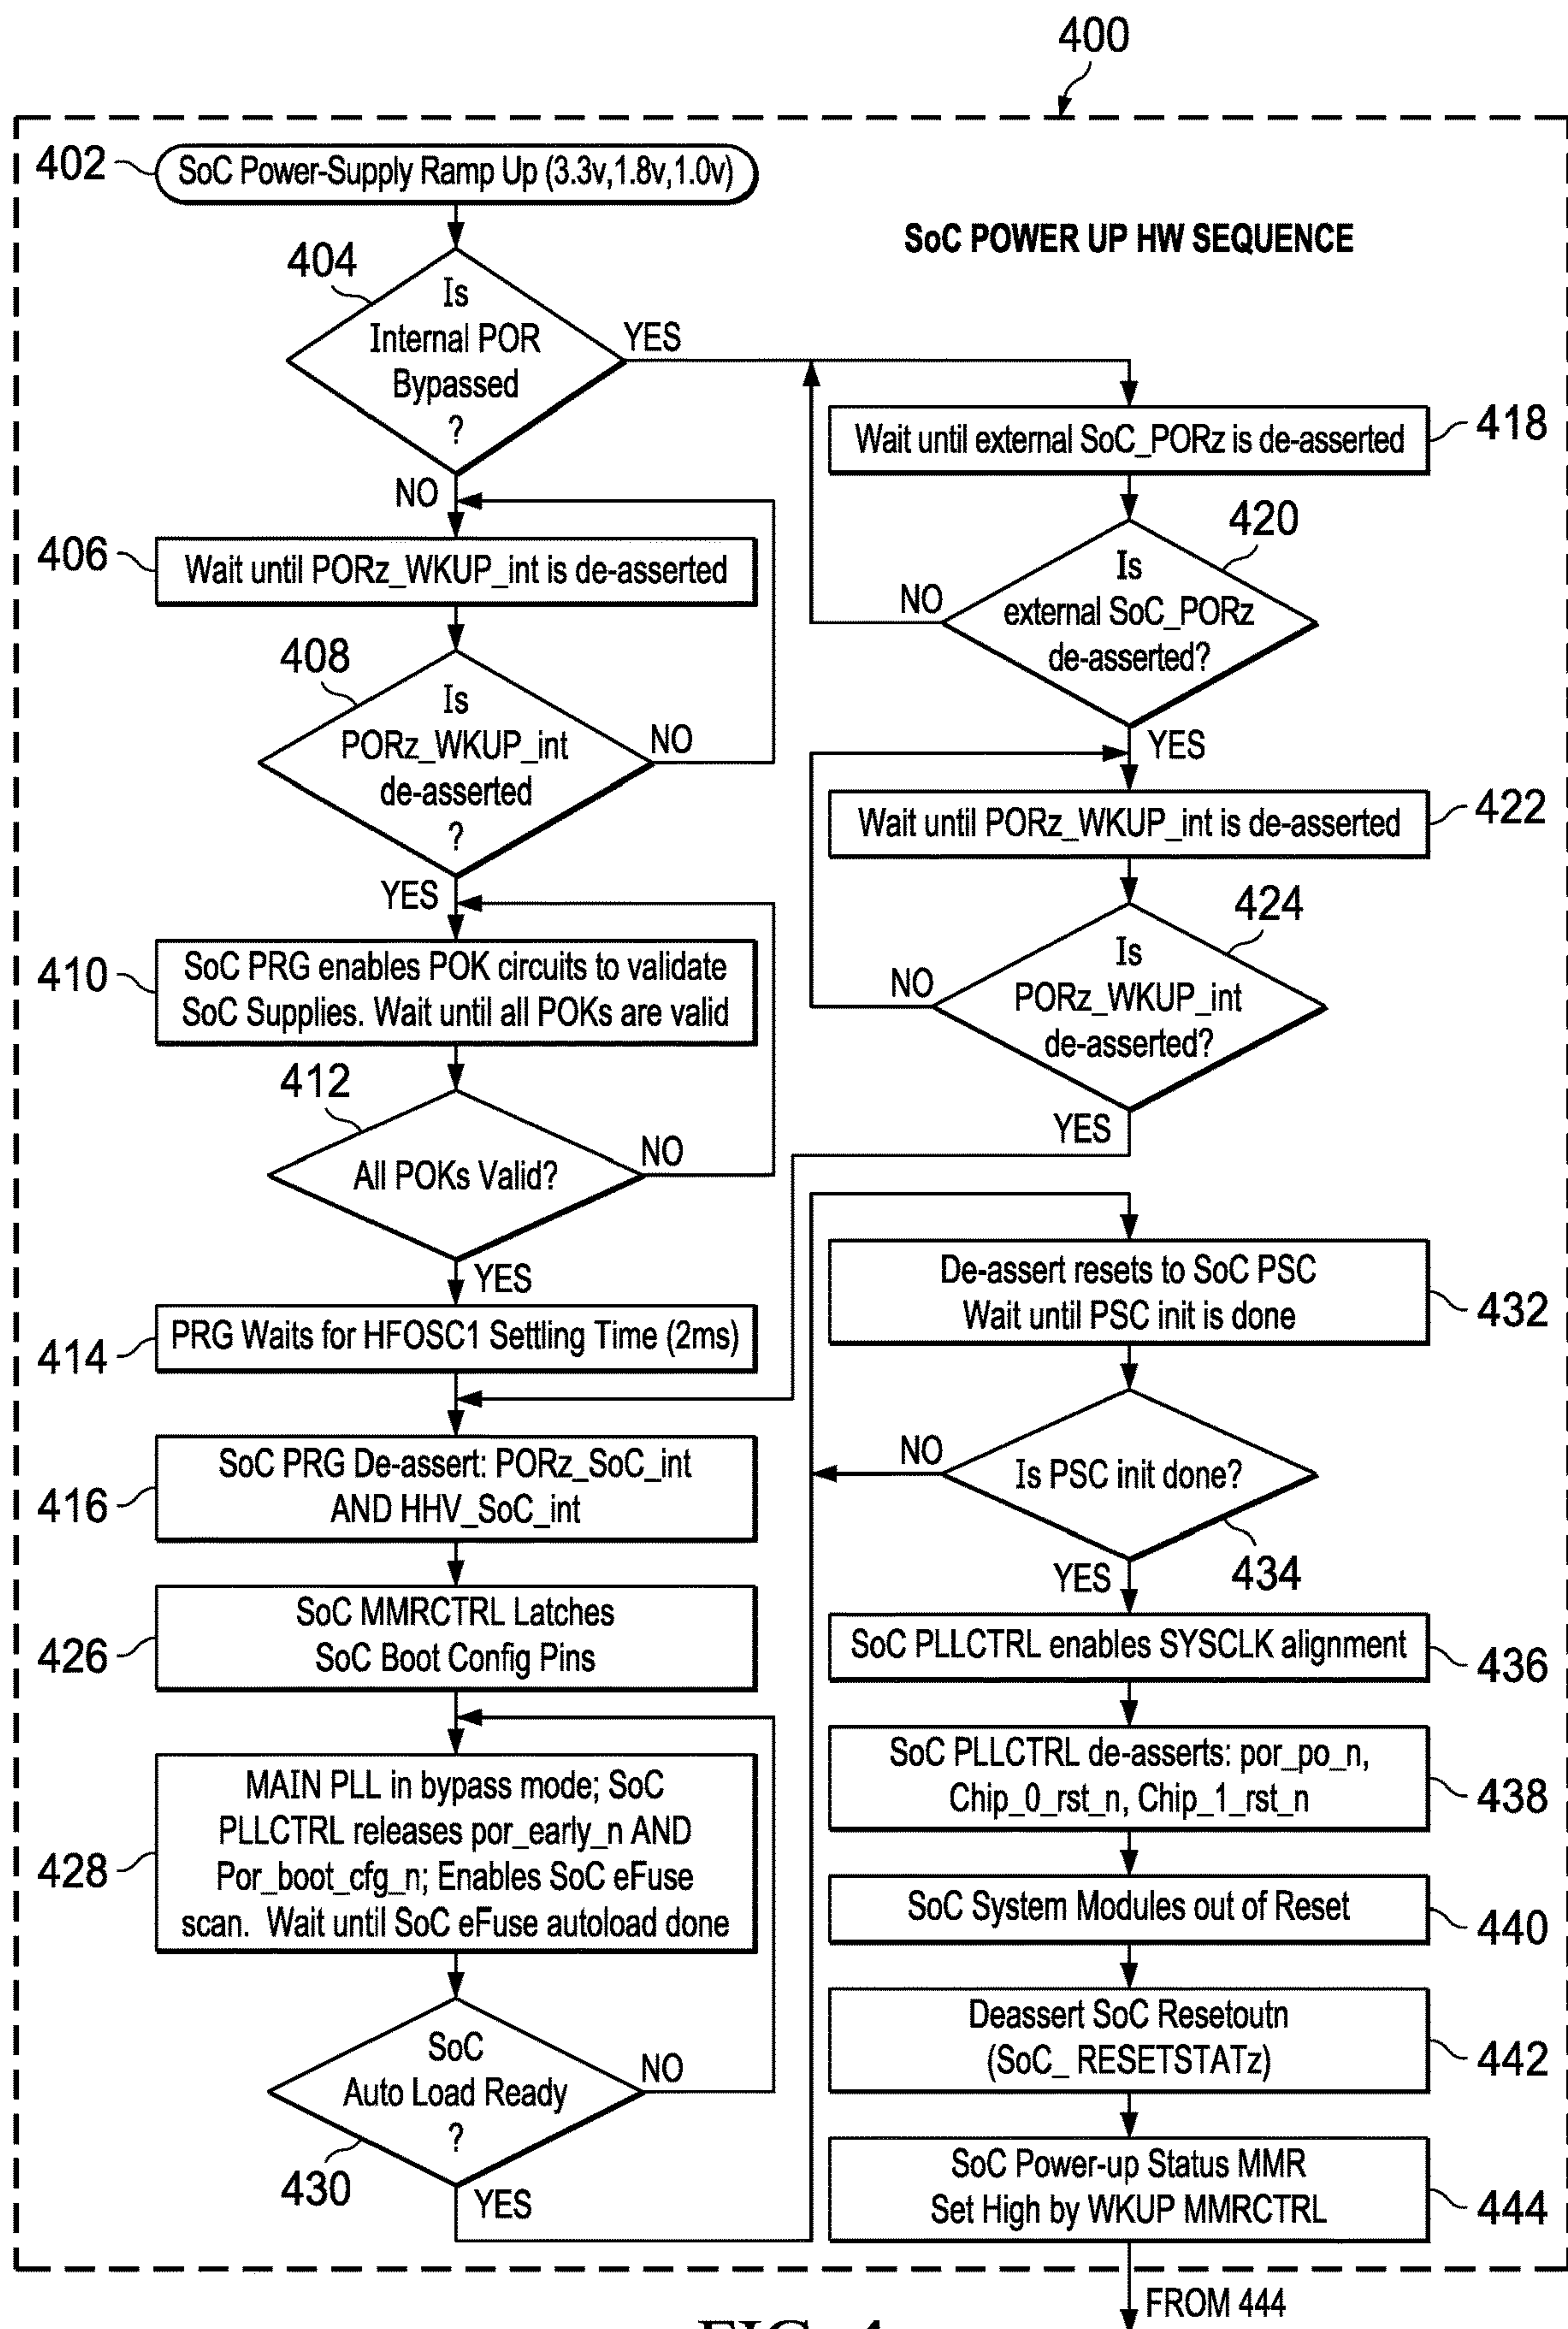 400
402
SoC Power-Supply Ramp Up (3.3v,1.8v,1.0v)
SoC POWER UP HW SEQUENCE
404
Is
Internal POR
Bypassed
?
YES
NO
406
Wait until PORz_WKUP_int is de-asserted
408
Is
PORz_WKUP_int
de-asserted
?
NO
YES
410
SoC PRG enables POK circuits to validate
SoC Supplies. Wait until all POKs are valid
412
All POKs Valid?
NO
YES
414
PRG Waits for HFOSC1 Settling Time (2ms)
416
SoC PRG De-assert: PORz_SoC_int
AND HHV_SoC_int
426
SoC MMRCTRL Latches
SoC Boot Config Pins
428
MAIN PLL in bypass mode; SoC
PLLCTRL releases por_early_n AND
Por_boot_cfg_n; Enables SoC eFuse
scan. Wait until SoC eFuse autoload done
SoC
Auto Load Ready
?
NO
430
YES
Wait until external SoC_PORz is de-asserted
418
420
Is
external SoC_PORz
de-asserted?
NO
YES
Wait until PORz_WKUP_int is de-asserted
422
424
Is
PORz_WKUP_int
de-asserted?
NO
YES
De-assert resets to SoC PSC
Wait until PSC init is done
432
NO
Is PSC init done?
434
YES
SoC PLLCTRL enables SYSCLK alignment
436
SoC PLLCTRL de-asserts: por_po_n,
Chip_0_rst_n, Chip_1_rst_n
438
SoC System Modules out of Reset
440
Deassert SoC Resetoutn
(SoC_ RESETSTATz)
442
SoC Power-up Status MMR
Set High by WKUP MMRCTRL
444
FROM 444